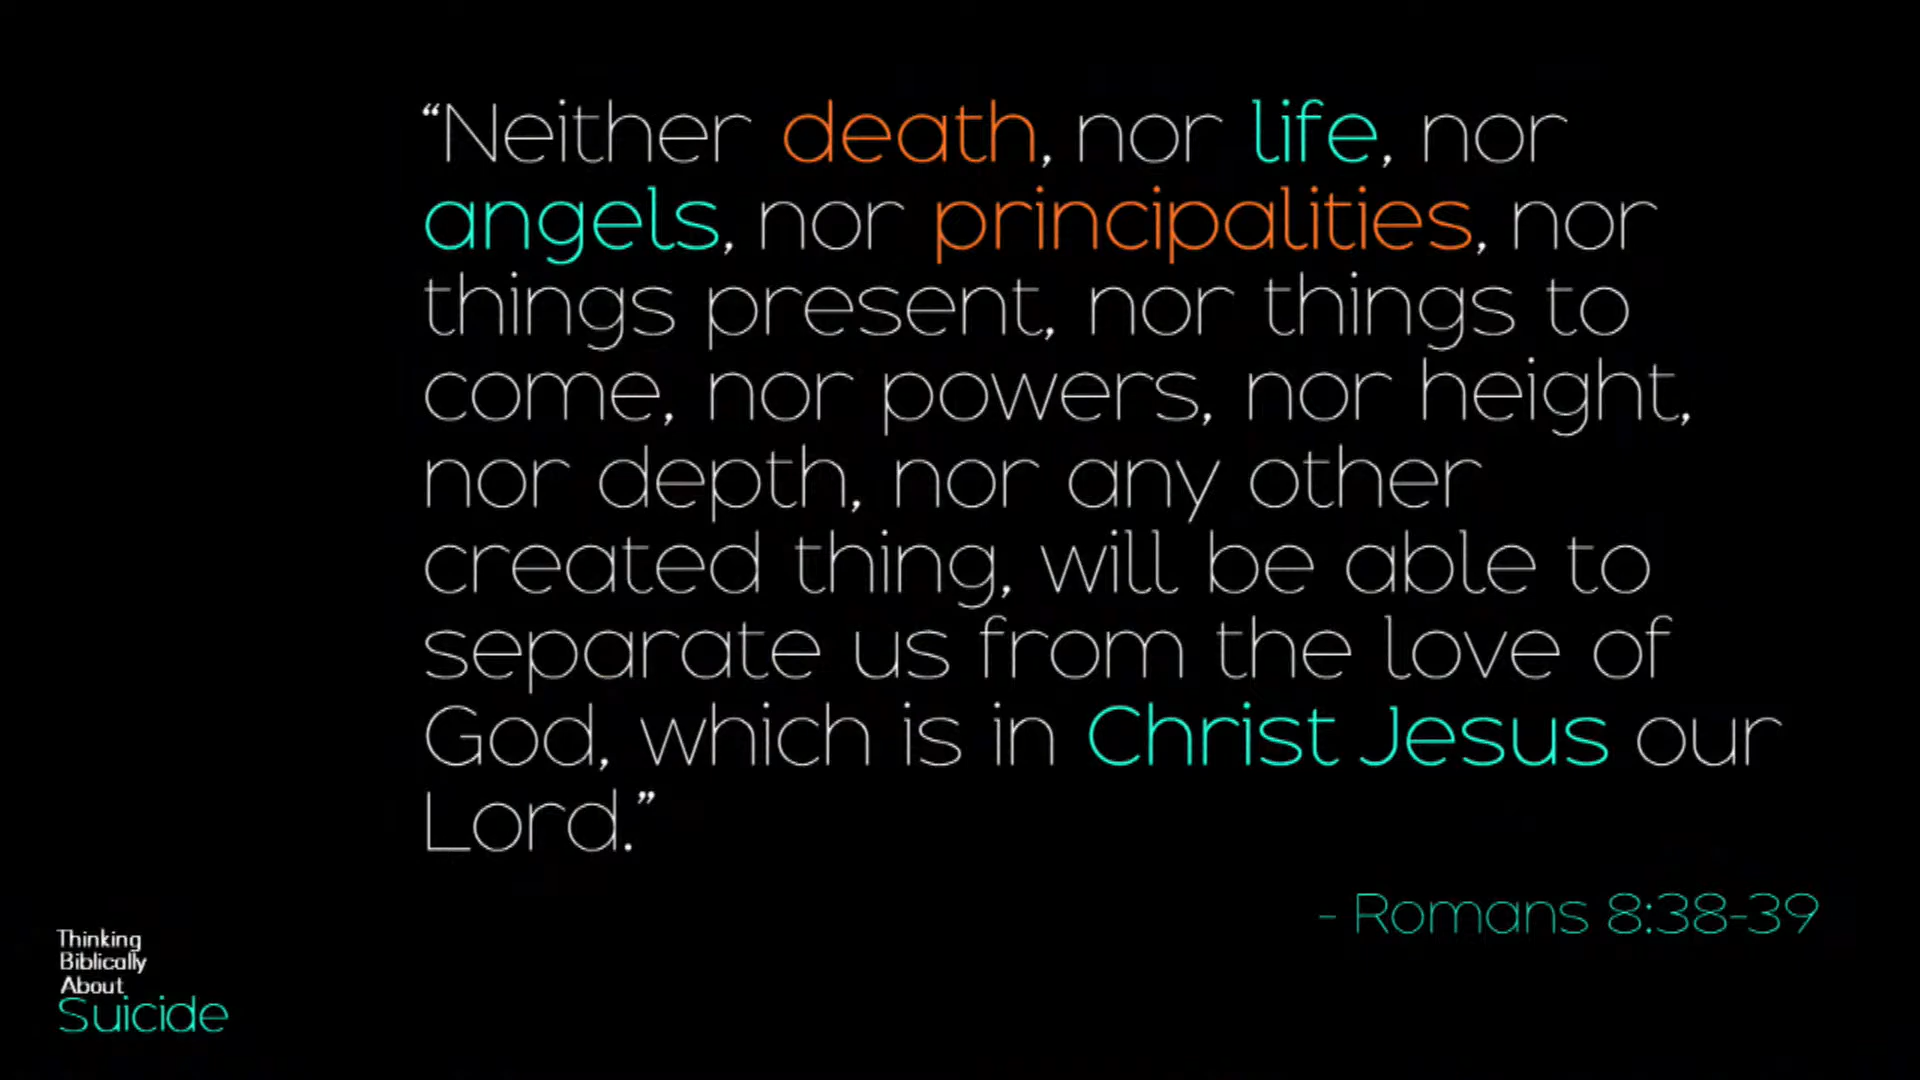 “Neither death, nor life, nor
angels, nor principalities, nor
things present, nor things to
come, nor powers, nor height,
nor depth, nor any other
created thing, will be able to
separate us from the love of
God, which is in Christ Jesus our
Lord.”
- Romans 8:38-39
Thinking
Biblically
About
Suicide